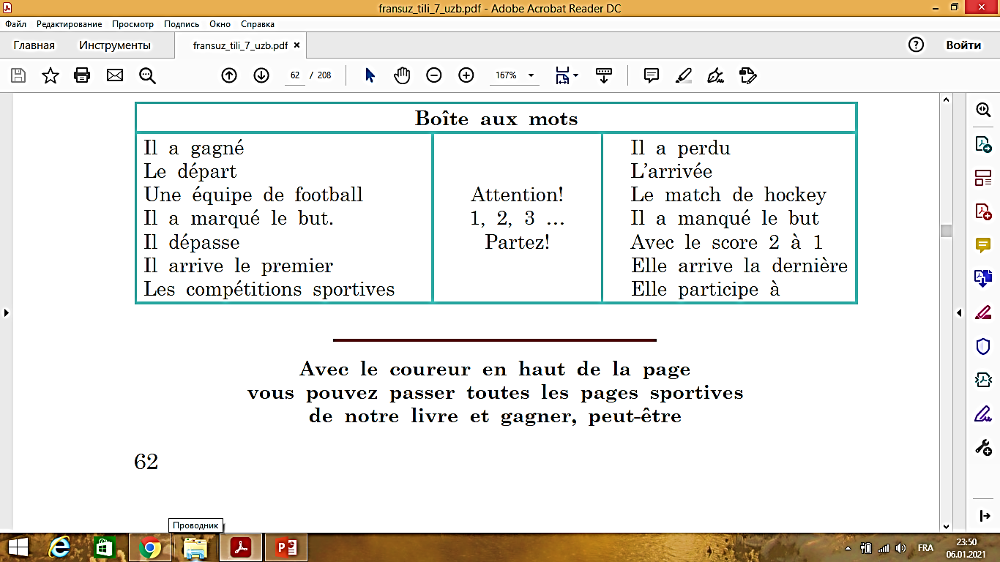 fransuz_tili_7_uzb.pdf - Adobe Acrobat Reader DC
Файл Редактирование Просмотр Подпись Окно Справка
Главная Инструменты fransuz_tili_7_uzb.pdf × Войти
62 / 208 167%
Boîte aux mots
Il a gagné
Le départ
Une équipe de football
Il a marqué le but.
Il dépasse
Il arrive le premier
Les compétitions sportives
Attention!
1, 2, 3 ...
Partez!
Il a perdu
L’arrivée
Le match de hockey
Il a manqué le but
Avec le score 2 à 1
Elle arrive la dernière
Elle participe à
Avec le coureur en haut de la page
vous pouvez passer toutes les pages sportives
de notre livre et gagner, peut-être
62
Проводник
FRA
23:50
06.01.2021